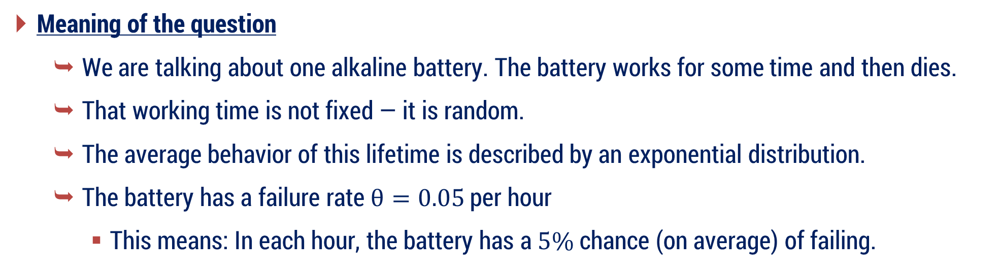 Meaning of the question
We are talking about one alkaline battery. The battery works for some time and then dies.
That working time is not fixed – it is random.
The average behavior of this lifetime is described by an exponential distribution.
The battery has a failure rate θ = 0.05 per hour
This means: In each hour, the battery has a 5% chance (on average) of failing.